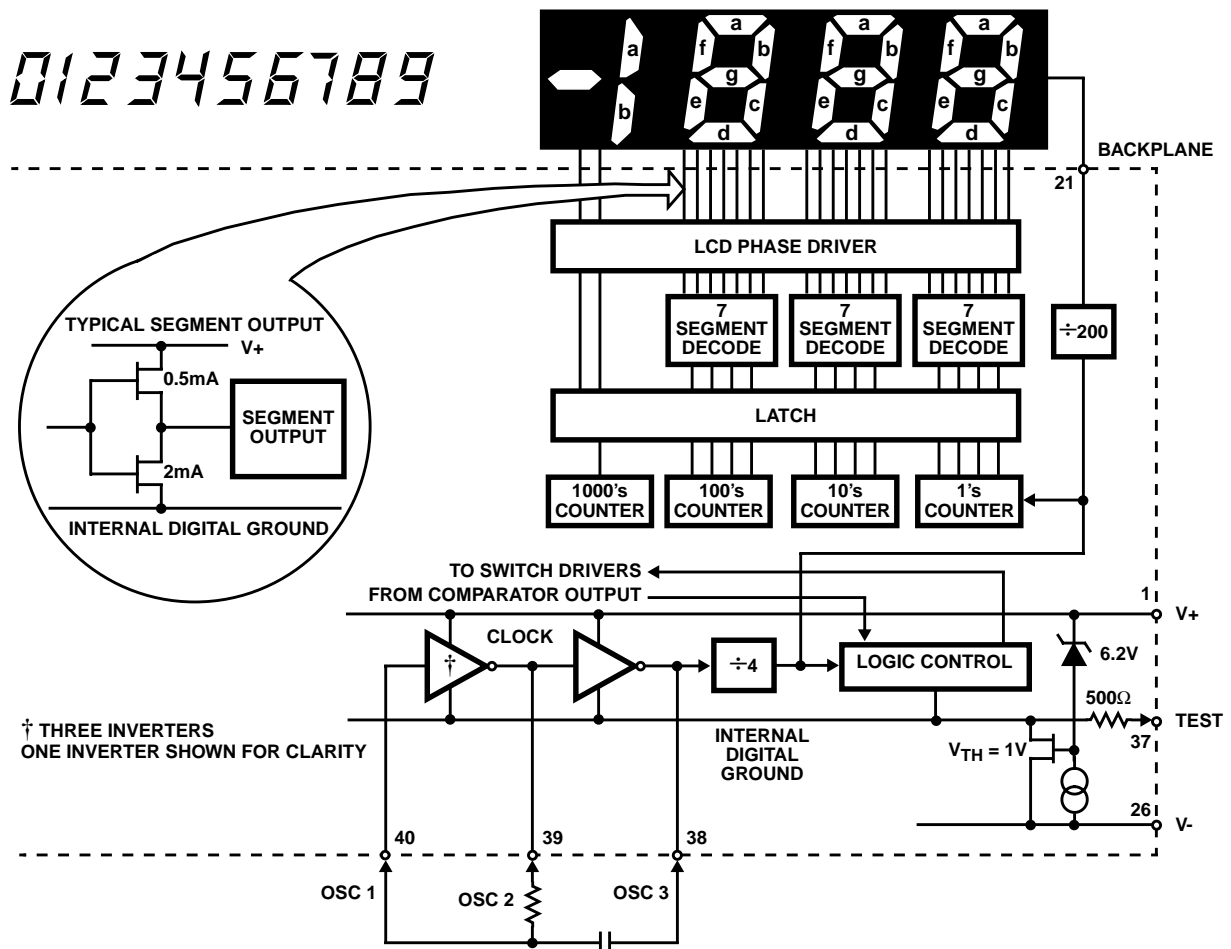 0123456789
a
b
a
f b
g
e c
d
a
f b
g
e c
d
a
f b
g
e c
d
BACKPLANE
21
LCD PHASE DRIVER
7
SEGMENT
DECODE
7
SEGMENT
DECODE
7
SEGMENT
DECODE
÷200
TYPICAL SEGMENT OUTPUT
V+
0.5mA
SEGMENT
OUTPUT
2mA
INTERNAL DIGITAL GROUND
LATCH
1000's
COUNTER
100's
COUNTER
10's
COUNTER
1's
COUNTER
TO SWITCH DRIVERS
FROM COMPARATOR OUTPUT
1
V+
CLOCK
†
÷4
LOGIC CONTROL
6.2V
500Ω
TEST
37
† THREE INVERTERS
ONE INVERTER SHOWN FOR CLARITY
INTERNAL
DIGITAL
GROUND
VTH = 1V
26
V-
40
39
38
OSC 1
OSC 2
OSC 3